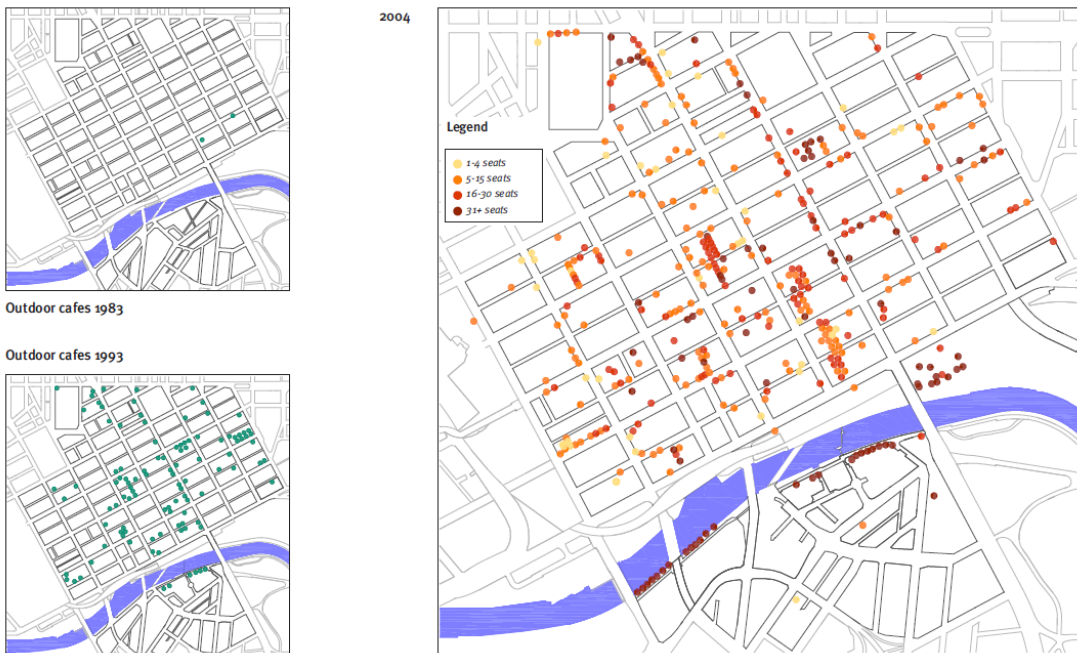 2004
Legend
1-4 seats
5-15 seats
16-30 seats
31+ seats
Outdoor cafes 1983
Outdoor cafes 1993